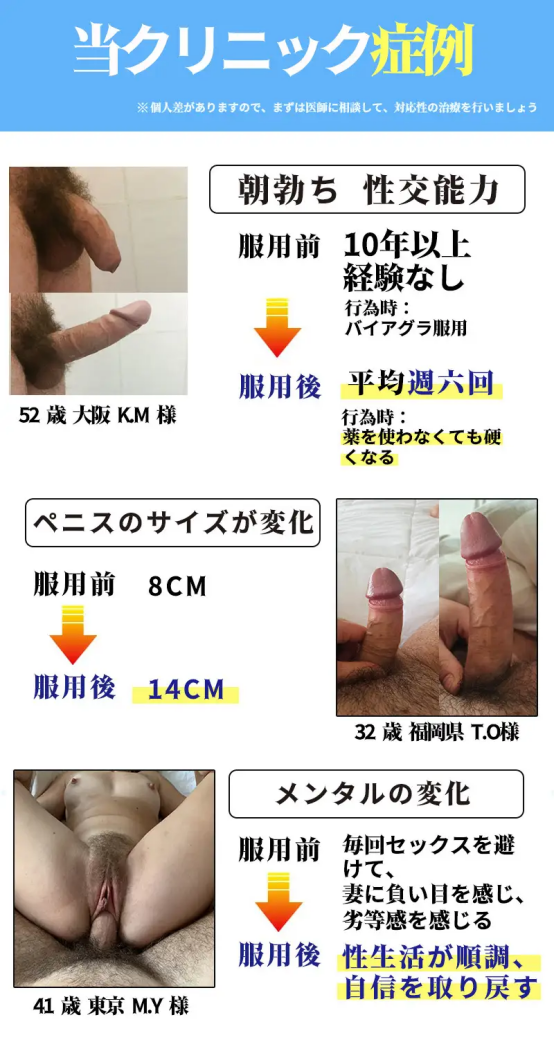 当クリニック症例
※個人差がありますので、まずは医師に相談して、対応性の治療を行いましょう
朝勃ち 性交能力
服用前
10年以上
経験なし
行為時：
バイアグラ服用
服用後
平均週六回
行為時：
薬を使わなくても硬
くなる
52 歳 大阪 K.M 様
ペニスのサイズが変化
服用前 8CM
服用後 14CM
32 歳 福岡県 T.O様
メンタルの変化
服用前
毎回セックスを避
けて、
妻に負い目を感じ、
劣等感を感じる
服用後
性生活が順調、
自信を取り戻す
41 歳 東京 M.Y 様